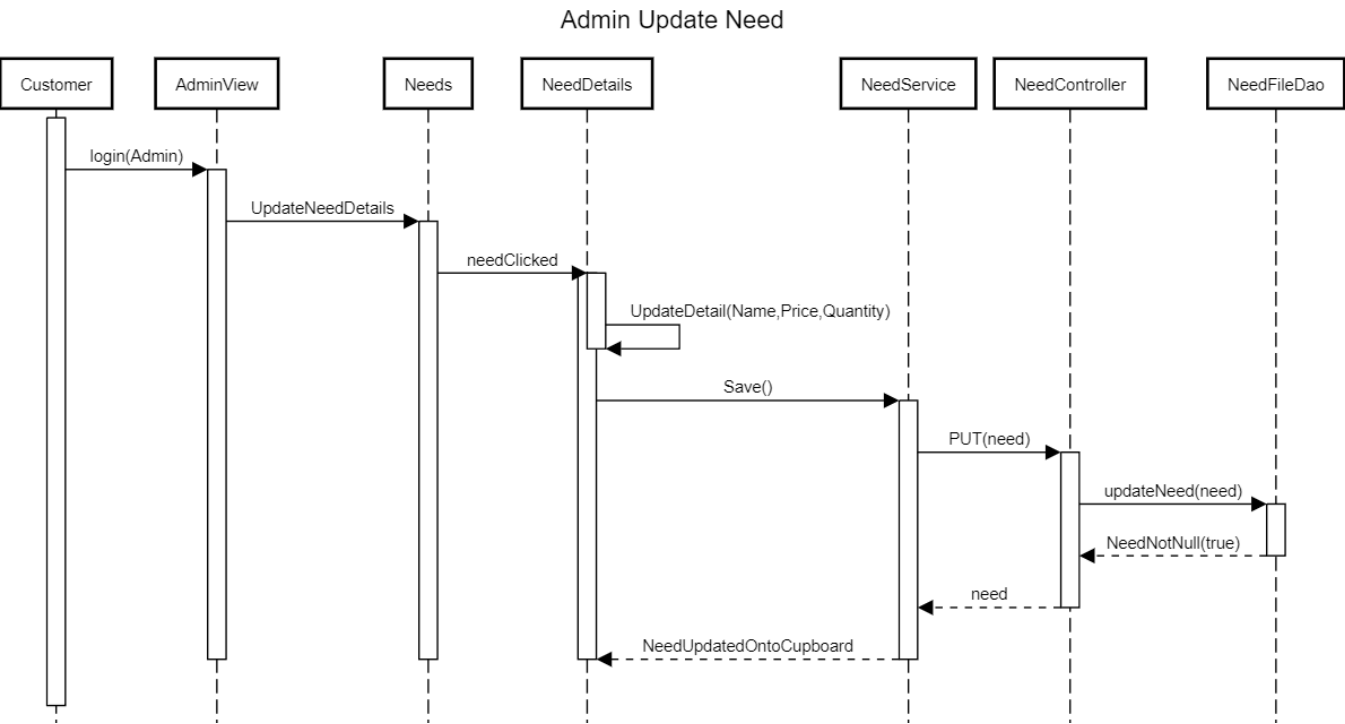 Admin Update Need
Customer
AdminView
Needs
NeedDetails
NeedService
NeedController
NeedFileDao
login(Admin)
UpdateNeedDetails
needClicked
UpdateDetail(Name,Price,Quantity)
Save()
PUT(need)
updateNeed(need)
NeedNotNull(true)
need
NeedUpdatedOntoCupboard